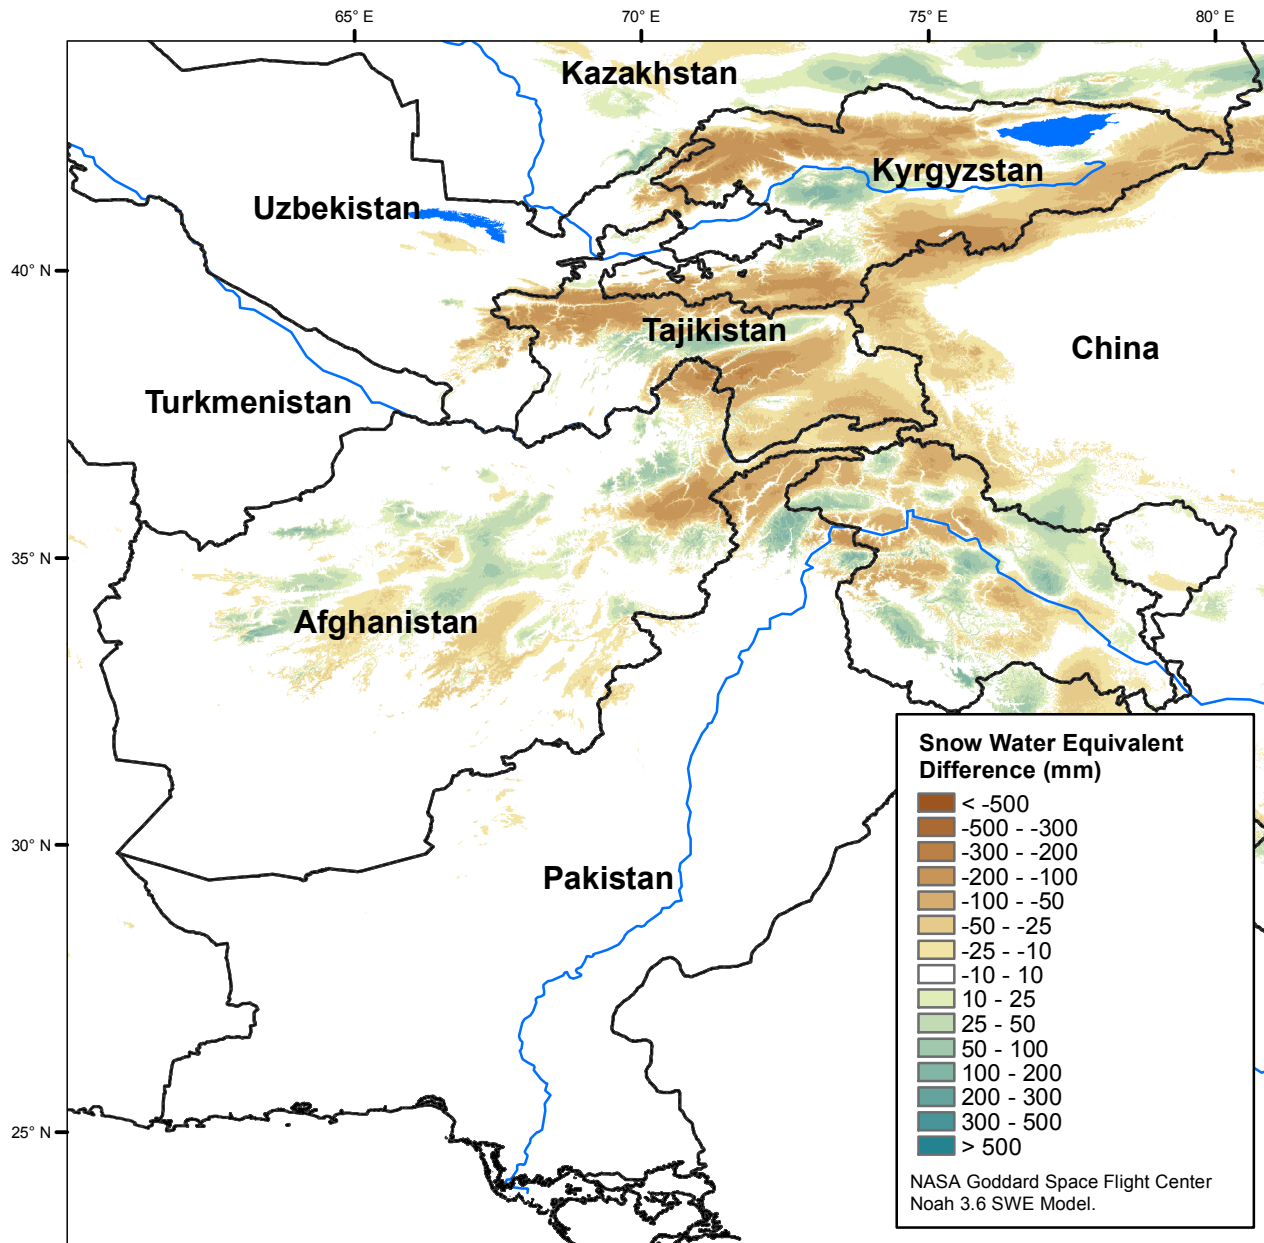 65° E
70° E
75° E
80° E
Kazakhstan
Kyrgyzstan
Uzbekistan
40° N
Tajikistan
China
Turkmenistan
35° N
Afghanistan
Snow Water Equivalent
Difference (mm)
< -500
-500 - -300
-300 - -200
-200 - -100
-100 - -50
-50 - -25
-25 - -10
-10 - 10
10 - 25
25 - 50
50 - 100
100 - 200
200 - 300
300 - 500
> 500
30° N
Pakistan
25° N
NASA Goddard Space Flight Center
Noah 3.6 SWE Model.